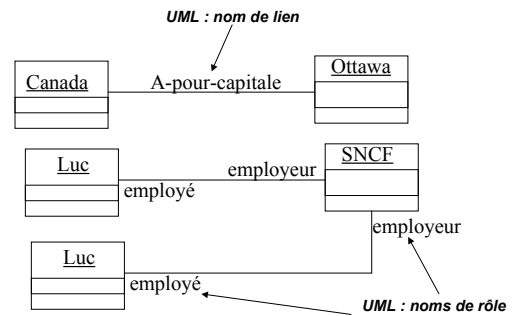 UML : nom de lien
Canada
A-pour-capitale
Ottawa
Luc
employé
employeur
SNCF
employeur
Luc
employé
UML : noms de rôle